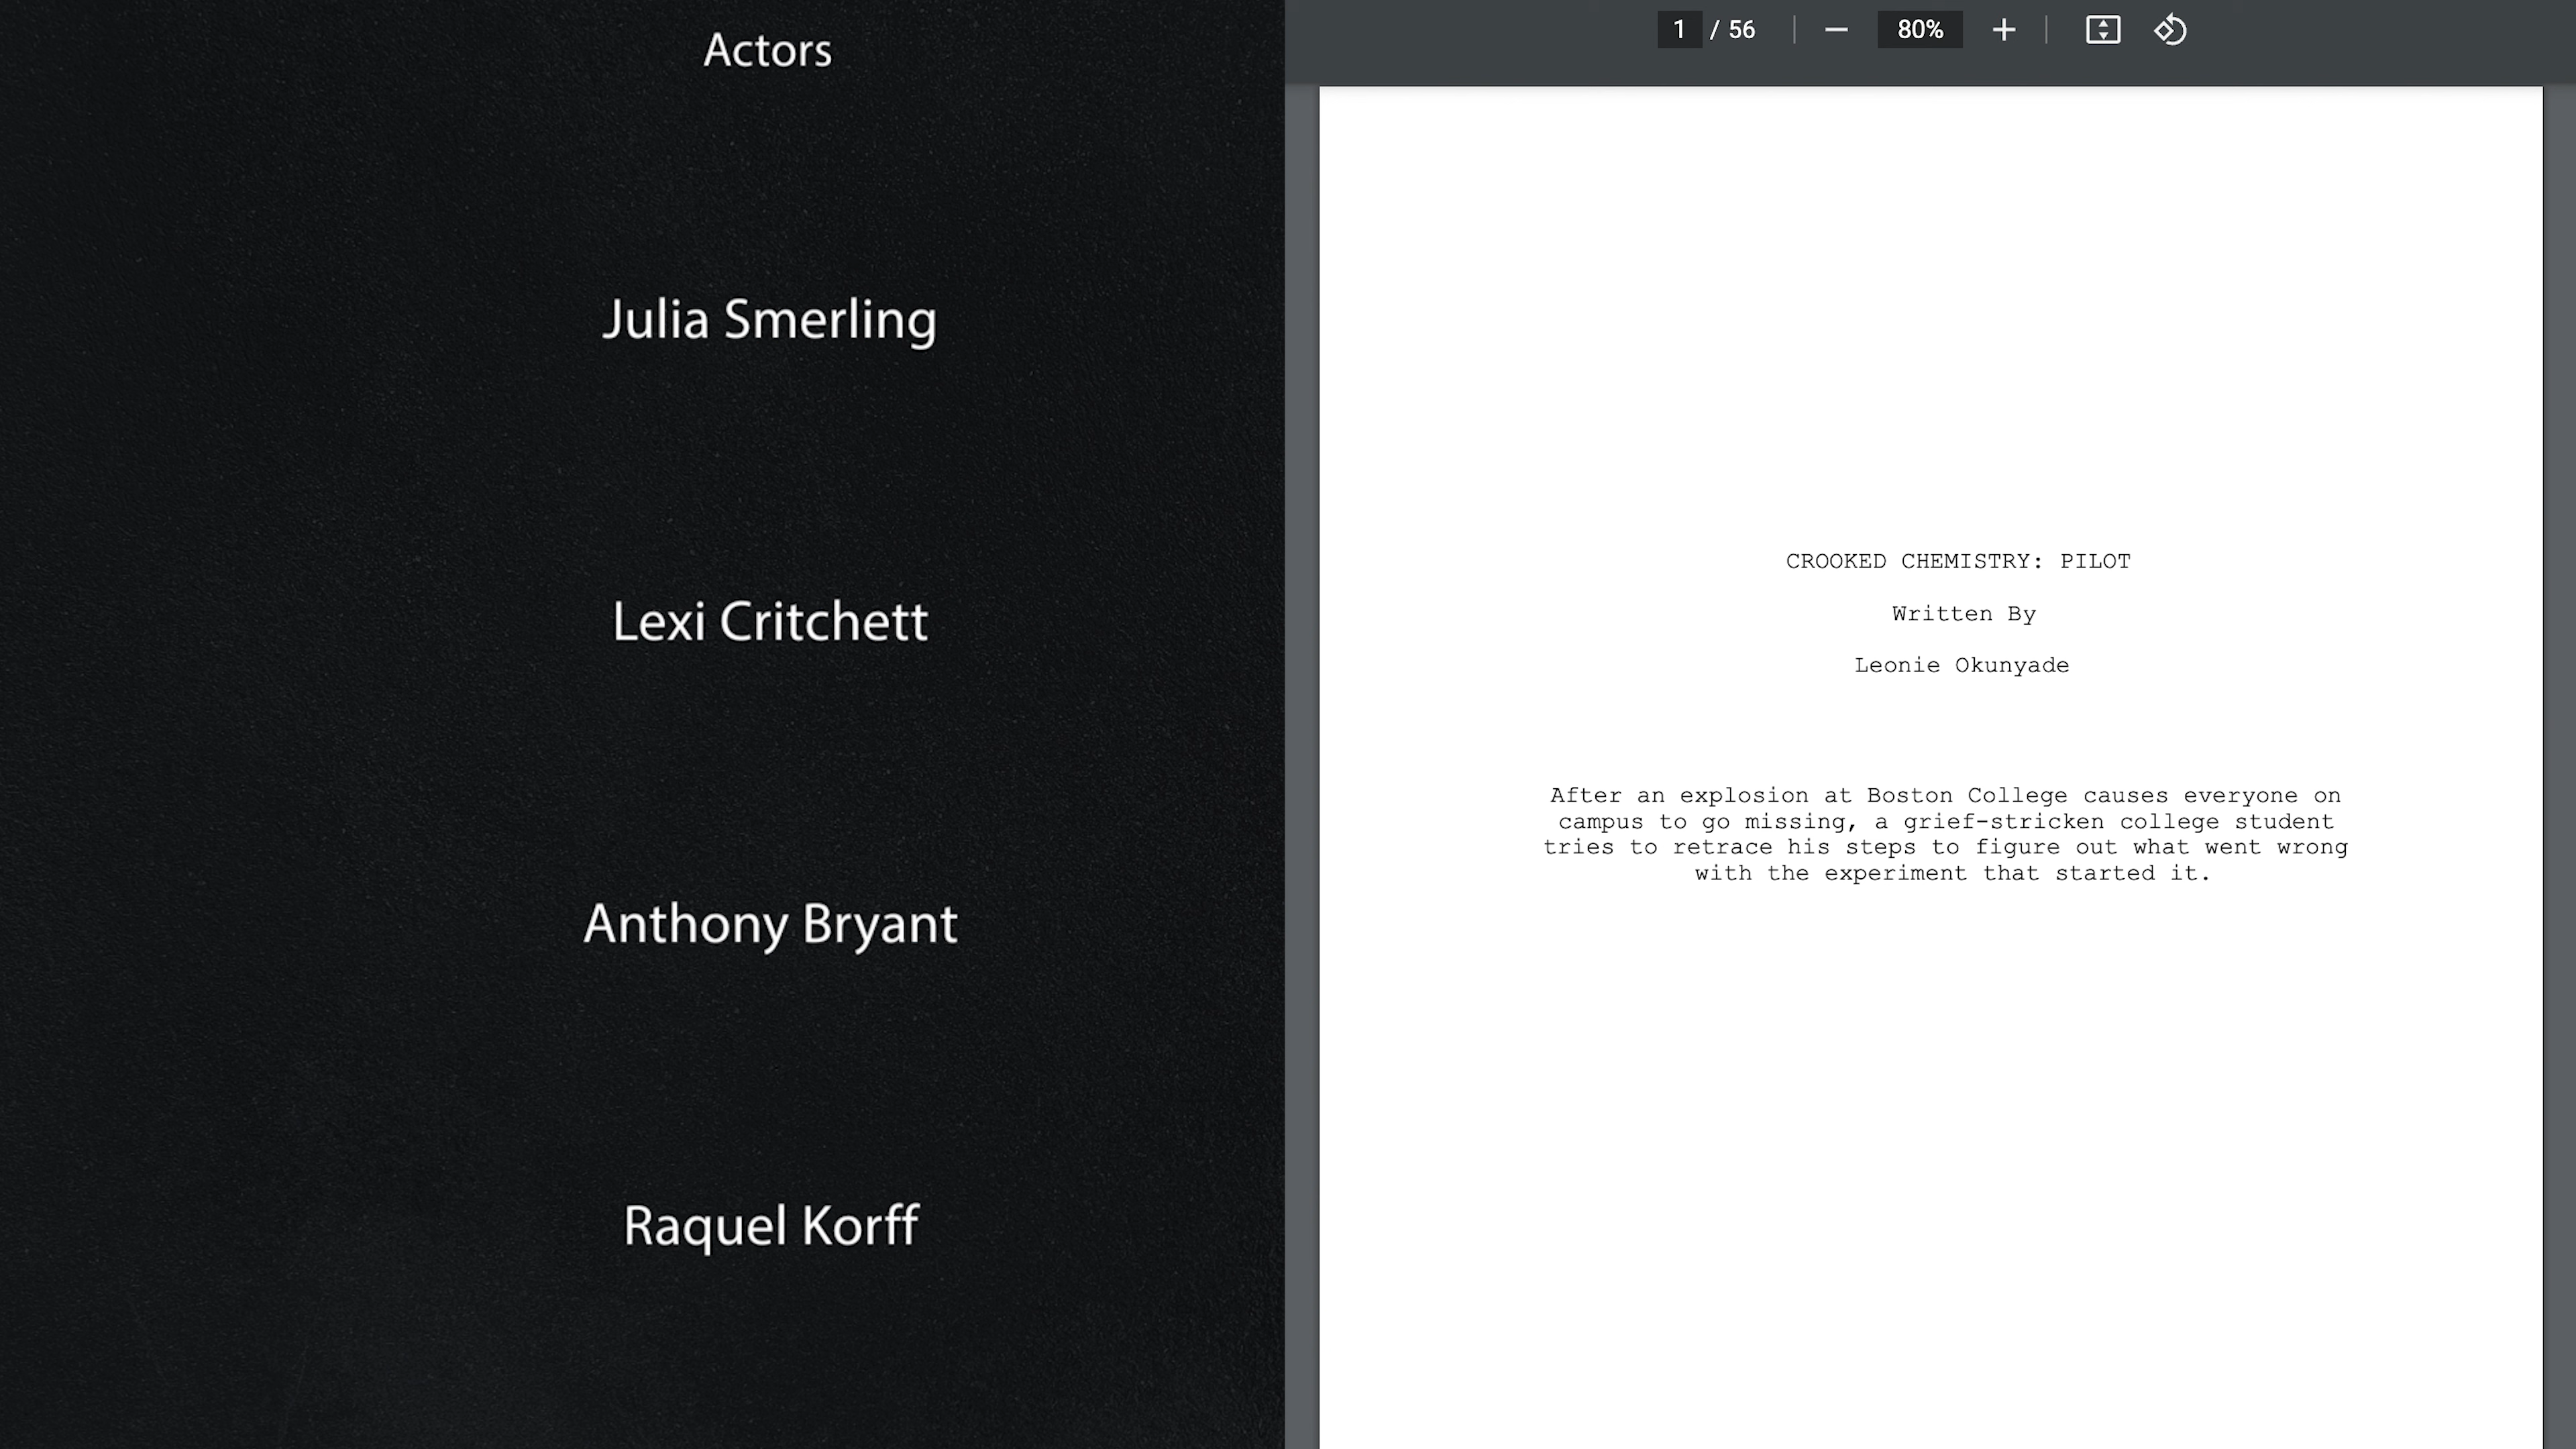 Actors
Julia Smerling
Lexi Critchett
Anthony Bryant
Raquel Korff
1 / 56
80%
CROOKED CHEMISTRY: PILOT
Written By
Leonie Okunyade
After an explosion at Boston College causes everyone on
campus to go missing, a grief-stricken college student
tries to retrace his steps to figure out what went wrong
with the experiment that started it.